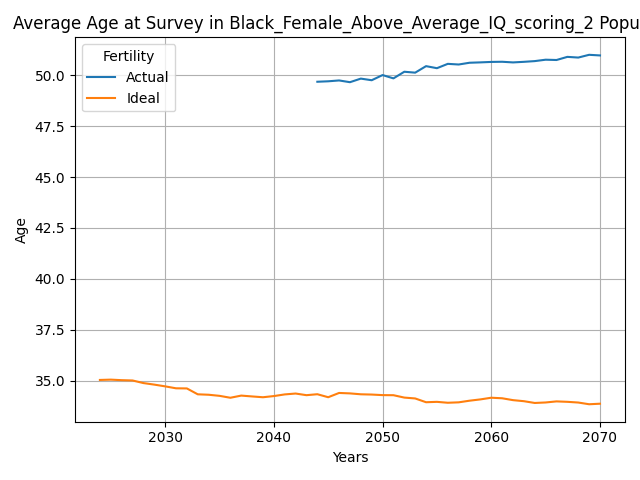 Average Age at Survey in Black_Female_Above_Average_IQ_scoring_2 Popu
Fertility
Actual
Ideal
50.0
47.5
45.0
42.5
40.0
37.5
35.0
Age
2030 2040 2050 2060 2070
Years